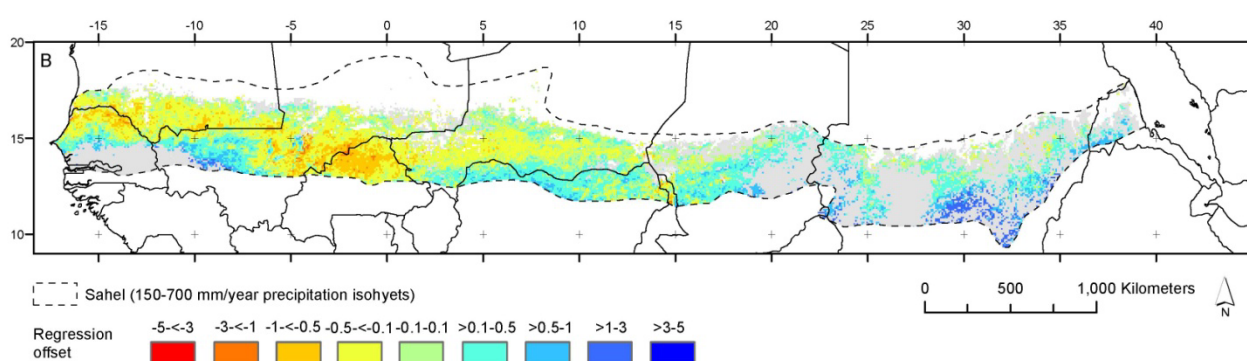 -15 -10 -5 0 5 10 15 20 25 30 35 40
20
B
15
10
Sahel (150-700 mm/year precipitation isohyets)
0 500 1,000 Kilometers
N
Regression offset
-5-<-3 -3-<-1 -1-<-0.5 -0.5-<-0.1 -0.1-0.1 >0.1-0.5 >0.5-1 >1-3 >3-5